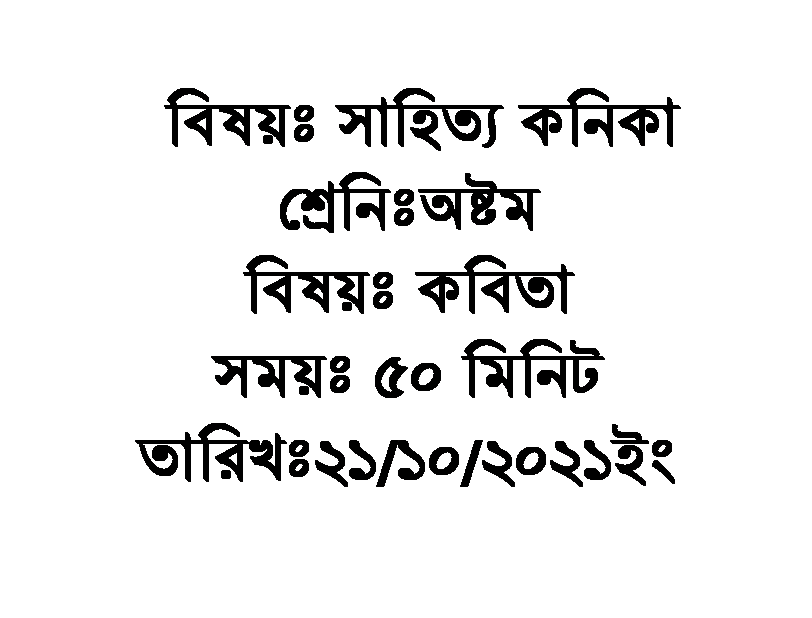 বিষয়ঃ সাহিত্য কনিকা
শ্রেনিঃঅষ্টম
বিষয়ঃ কবিতা
সময়ঃ ৫০ মিনিট
তারিখঃ২১/১০/২০২১ইং